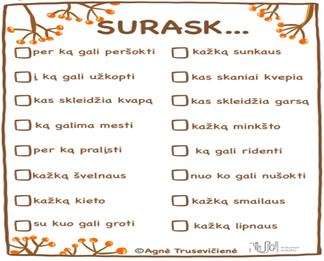 SURASK...
per ką gali peršokti
į ką gali užkopti
kas skleidžia kvapą
ką galima mesti
per ką pralįsti
kažką švelnaus
kažką kieto
su kuo gali groti
kažką sunkaus
kas skaniai kvepia
kas skleidžia garsą
kažką minkšto
ką gali ridenti
nuo ko gali nušokti
kažką smailaus
kažką lipnaus
©Agnė Trusevičienė